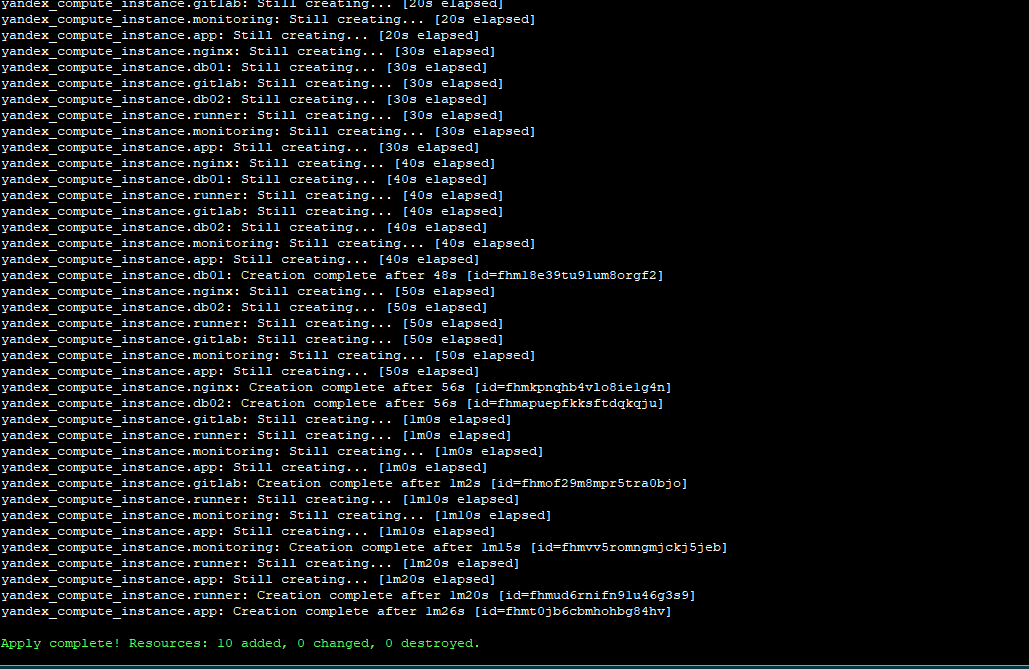 yandex_compute_instance.gitlab: Still creating... [20s elapsed]
yandex_compute_instance.monitoring: Still creating... [20s elapsed]
yandex_compute_instance.app: Still creating... [20s elapsed]
yandex_compute_instance.nginx: Still creating... [30s elapsed]
yandex_compute_instance.db01: Still creating... [30s elapsed]
yandex_compute_instance.gitlab: Still creating... [30s elapsed]
yandex_compute_instance.db02: Still creating... [30s elapsed]
yandex_compute_instance.runner: Still creating... [30s elapsed]
yandex_compute_instance.monitoring: Still creating... [30s elapsed]
yandex_compute_instance.app: Still creating... [30s elapsed]
yandex_compute_instance.nginx: Still creating... [40s elapsed]
yandex_compute_instance.db01: Still creating... [40s elapsed]
yandex_compute_instance.runner: Still creating... [40s elapsed]
yandex_compute_instance.gitlab: Still creating... [40s elapsed]
yandex_compute_instance.db02: Still creating... [40s elapsed]
yandex_compute_instance.monitoring: Still creating... [40s elapsed]
yandex_compute_instance.app: Still creating... [40s elapsed]
yandex_compute_instance.db01: Creation complete after 48s [id=fhm18e39tu91um8orgf2]
yandex_compute_instance.nginx: Still creating... [50s elapsed]
yandex_compute_instance.db02: Still creating... [50s elapsed]
yandex_compute_instance.runner: Still creating... [50s elapsed]
yandex_compute_instance.gitlab: Still creating... [50s elapsed]
yandex_compute_instance.monitoring: Still creating... [50s elapsed]
yandex_compute_instance.app: Still creating... [50s elapsed]
yandex_compute_instance.nginx: Creation complete after 56s [id=fhmkpnqhb4vlo8ielg4n]
yandex_compute_instance.db02: Creation complete after 56s [id=fhmapuepfkksftdqkqju]
yandex_compute_instance.gitlab: Still creating... [1m0s elapsed]
yandex_compute_instance.runner: Still creating... [1m0s elapsed]
yandex_compute_instance.monitoring: Still creating... [1m0s elapsed]
yandex_compute_instance.app: Still creating... [1m0s elapsed]
yandex_compute_instance.gitlab: Creation complete after 1m2s [id=fhmof29m8mpr5tra0bjo]
yandex_compute_instance.runner: Still creating... [1m10s elapsed]
yandex_compute_instance.monitoring: Still creating... [1m10s elapsed]
yandex_compute_instance.app: Still creating... [1m10s elapsed]
yandex_compute_instance.monitoring: Creation complete after 1m15s [id=fhmvv5romngmjckj5jeb]
yandex_compute_instance.runner: Still creating... [1m20s elapsed]
yandex_compute_instance.app: Still creating... [1m20s elapsed]
yandex_compute_instance.runner: Creation complete after 1m20s [id=fhmud6rnifn91u46g3s9]
yandex_compute_instance.app: Creation complete after 1m26s [id=fhmt0jb6cbmhohbg84hv]
Apply complete! Resources: 10 added, 0 changed, 0 destroyed.